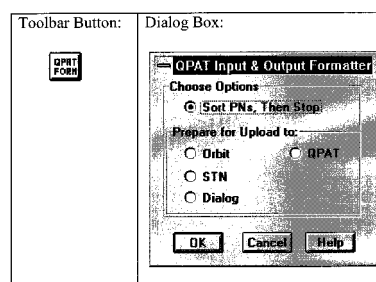 Toolbar Button:
Dialog Box:
QPAT
FORM
QPAT Input & Output Formatter
Choose Options
Sort PNs, Then Stop
Prepare for Upload to:
Orbit
QPAT
STN
Dialog
OK
Cancel
Help